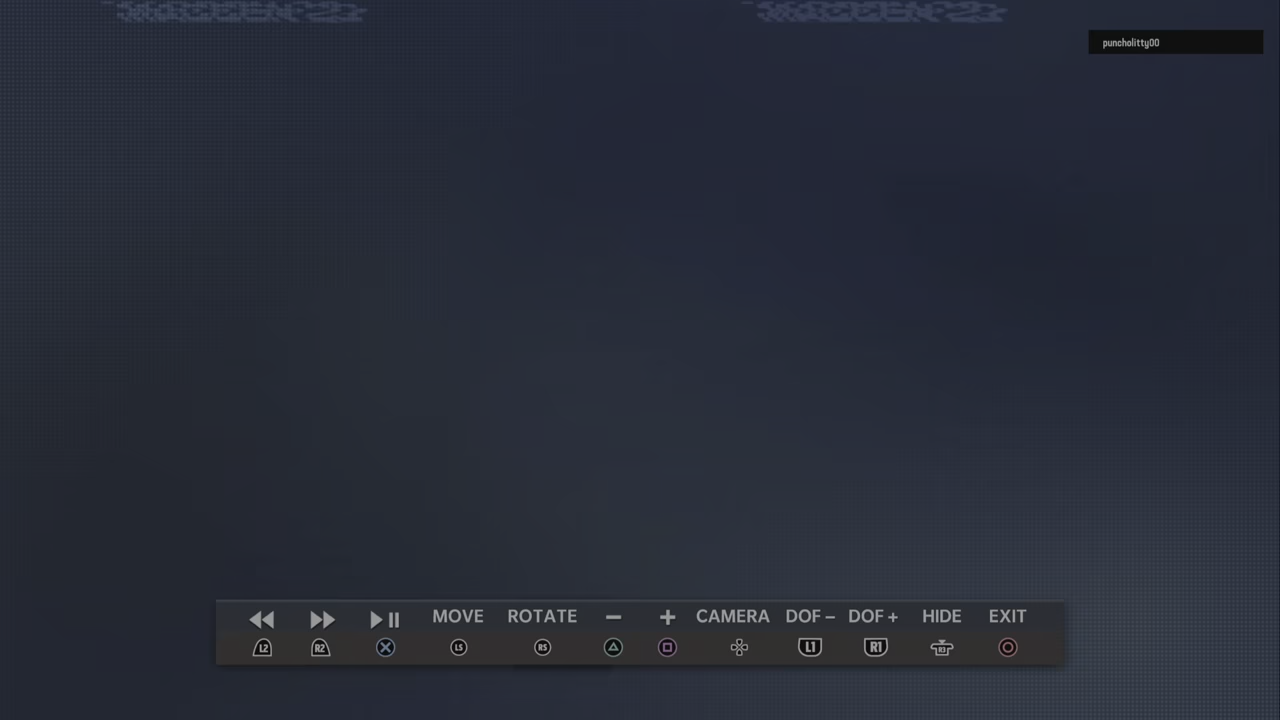 puncholitty00
MOVE ROTATE − + CAMERA DOF − DOF + HIDE EXIT
L2 R2 LS RS L1 R1 R3